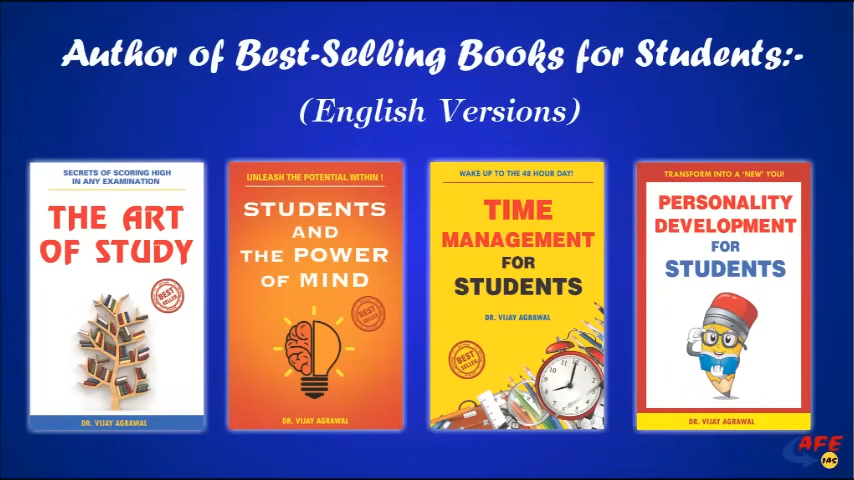 Author of Best-Selling Books for Students:-
(English Versions)
SECRETS OF SCORING HIGH
IN ANY EXAMINATION
THE ART
OF STUDY
BEST
SELLER
DR. VIJAY AGRAWAL
UNLEASH THE POTENTIAL WITHIN !
STUDENTS
AND
THE POWER
OF MIND
BEST
SELLER
DR. VIJAY AGRAWAL
WAKE UP TO THE 48 HOUR DAY!
TIME
MANAGEMENT
FOR
STUDENTS
DR. VIJAY AGRAWAL
BEST
SELLER
TRANSFORM INTO A 'NEW' YOU!
PERSONALITY
DEVELOPMENT
FOR
STUDENTS
DR. VIJAY AGRAWAL
AFE
IAS